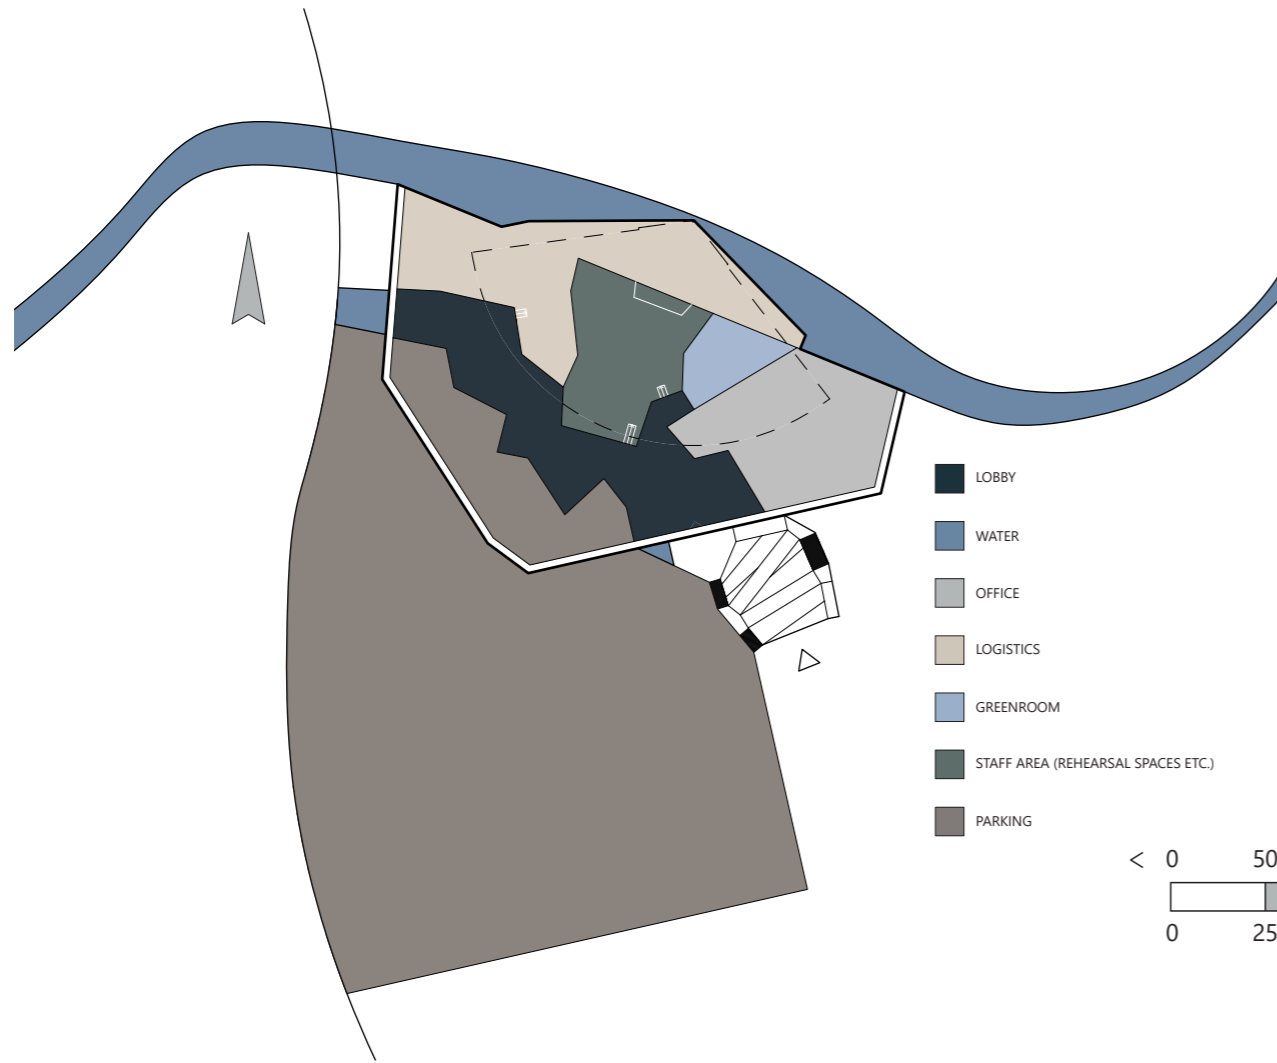 LOBBY
WATER
OFFICE
LOGISTICS
GREENROOM
STAFF AREA (REHEARSAL SPACES ETC.)
PARKING
< 0 50
0 25